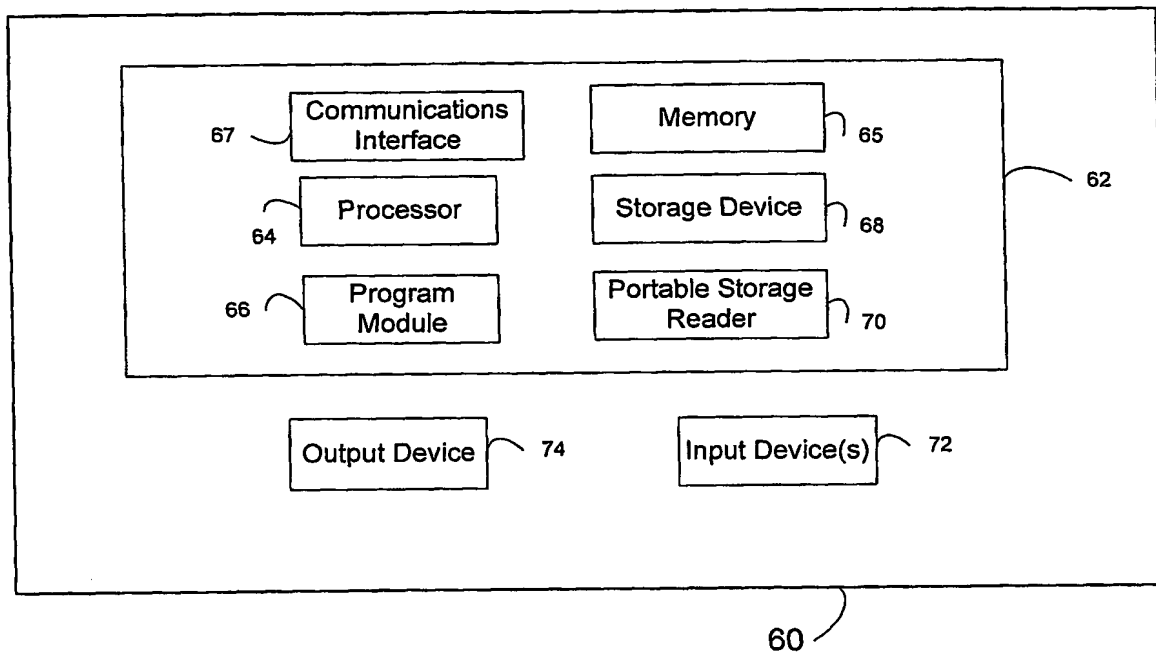 Communications
Interface
67
Memory
65
62
Processor
64
Storage Device
68
Program
Module
66
Portable Storage
Reader
70
Output Device
74
Input Device(s)
72
60